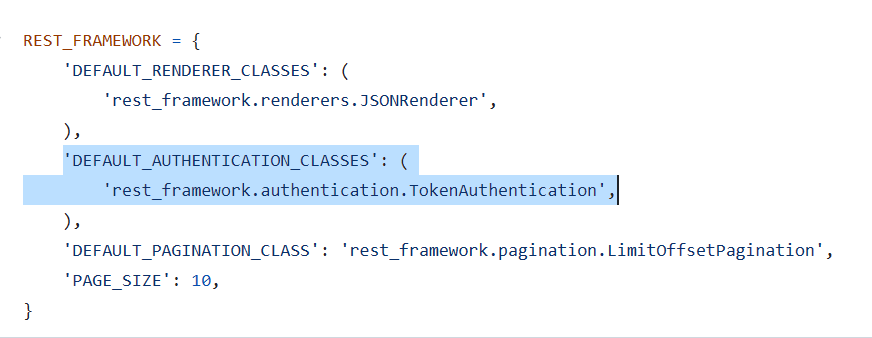 REST_FRAMEWORK = {
    'DEFAULT_RENDERER_CLASSES': (
        'rest_framework.renderers.JSONRenderer',
    ),
    'DEFAULT_AUTHENTICATION_CLASSES': (
        'rest_framework.authentication.TokenAuthentication',
    ),
    'DEFAULT_PAGINATION_CLASS': 'rest_framework.pagination.LimitOffsetPagination',
    'PAGE_SIZE': 10,
}